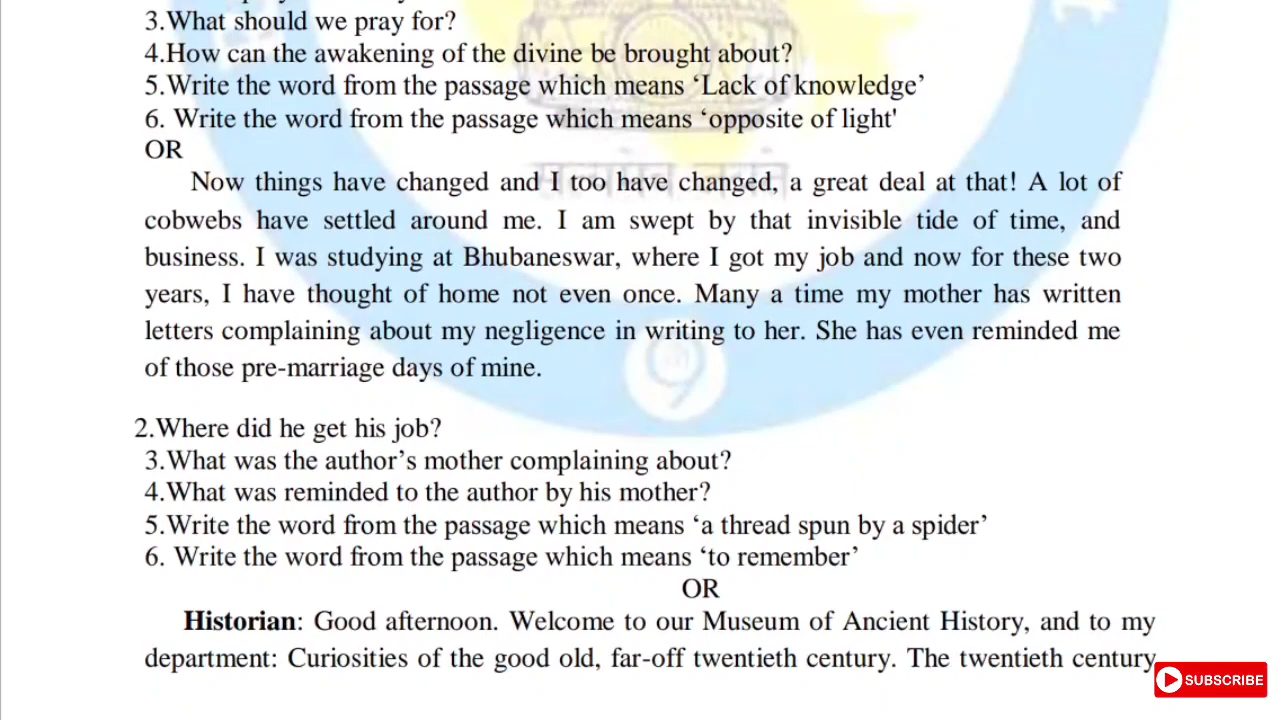 3.What should we pray for?
4.How can the awakening of the divine be brought about?
5.Write the word from the passage which means ‘Lack of knowledge’
6. Write the word from the passage which means ‘opposite of light'
OR
Now things have changed and I too have changed, a great deal at that! A lot of
cobwebs have settled around me. I am swept by that invisible tide of time, and
business. I was studying at Bhubaneswar, where I got my job and now for these two
years, I have thought of home not even once. Many a time my mother has written
letters complaining about my negligence in writing to her. She has even reminded me
of those pre-marriage days of mine.
2.Where did he get his job?
3.What was the author’s mother complaining about?
4.What was reminded to the author by his mother?
5.Write the word from the passage which means ‘a thread spun by a spider’
6. Write the word from the passage which means ‘to remember’
OR
Historian: Good afternoon. Welcome to our Museum of Ancient History, and to my
department: Curiosities of the good old, far-off twentieth century. The twentieth century
SUBSCRIBE